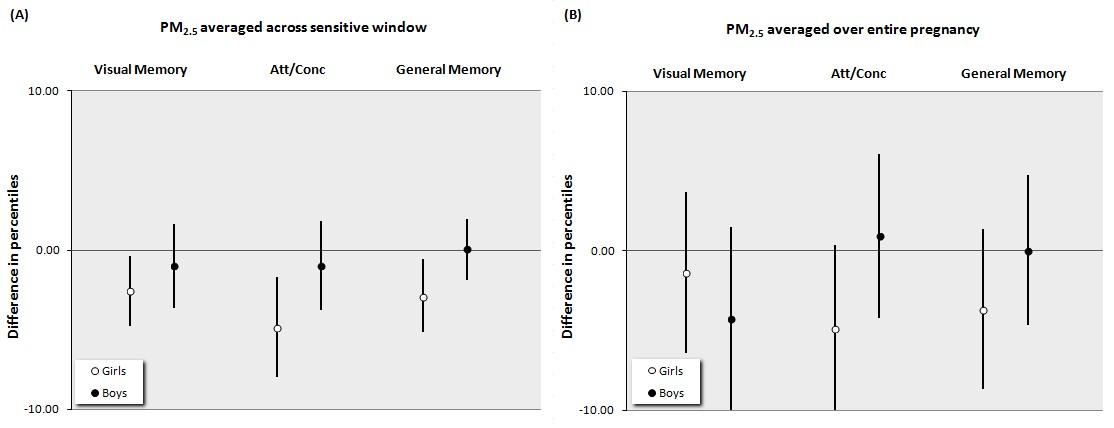 (A)
PM2.5 averaged across sensitive window
Visual Memory Att/Conc General Memory
10.00
0.00
-10.00
Difference in percentiles
Girls
Boys
(B)
PM2.5 averaged over entire pregnancy
Visual Memory Att/Conc General Memory
10.00
0.00
-10.00
Difference in percentiles
Girls
Boys